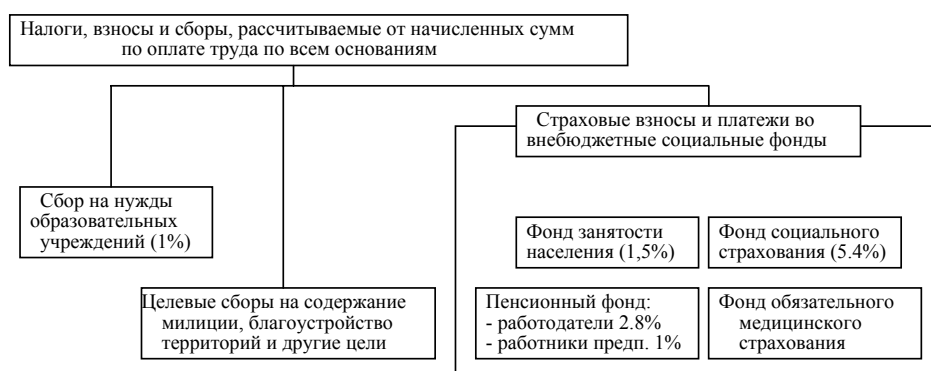 Налоги, взносы и сборы, рассчитываемые от начисленных сумм
по оплате труда по всем основаниям
Страховые взносы и платежи во
внебюджетные социальные фонды
Сбор на нужды
образовательных
учреждений (1%)
Фонд занятости
населения (1,5%)
Фонд социального
страхования (5.4%)
Целевые сборы на содержание
милиции, благоустройство
территорий и другие цели
Пенсионный фонд:
- работодатели 2.8%
- работники предп. 1%
Фонд обязательного
медицинского
страхования